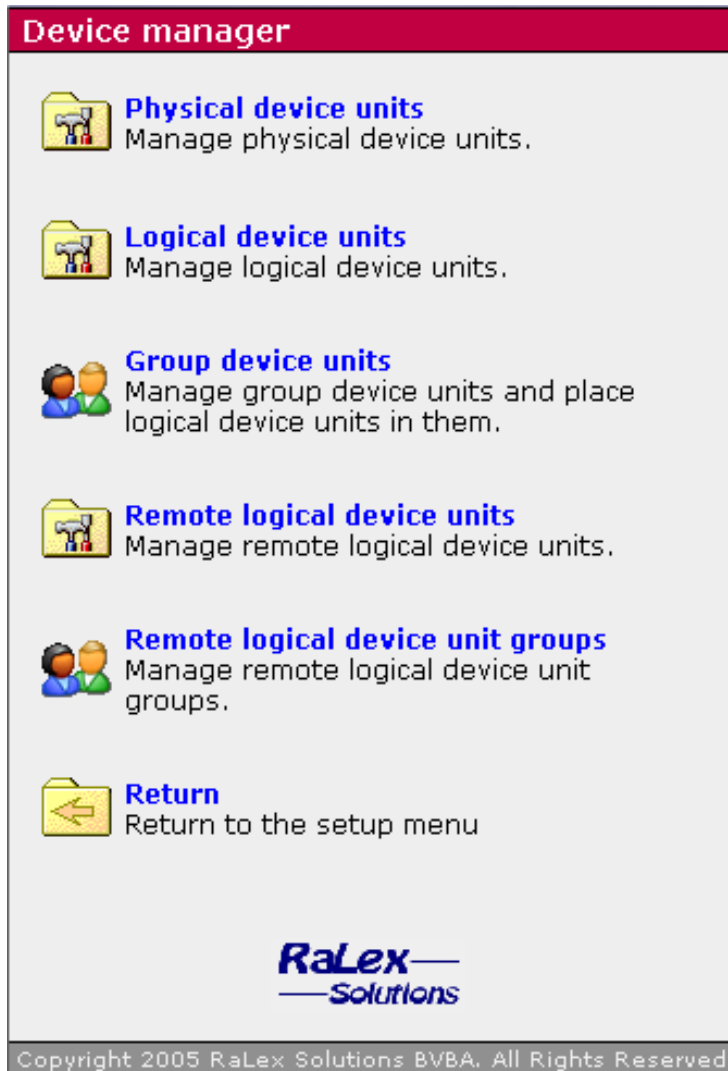 Device manager
Physical device units
Manage physical device units.
Logical device units
Manage logical device units.
Group device units
Manage group device units and place
logical device units in them.
Remote logical device units
Manage remote logical device units.
Remote logical device unit groups
Manage remote logical device unit
groups.
Return
Return to the setup menu
RaLex
Solutions
Copyright 2005 RaLex Solutions BVBA. All Rights Reserved